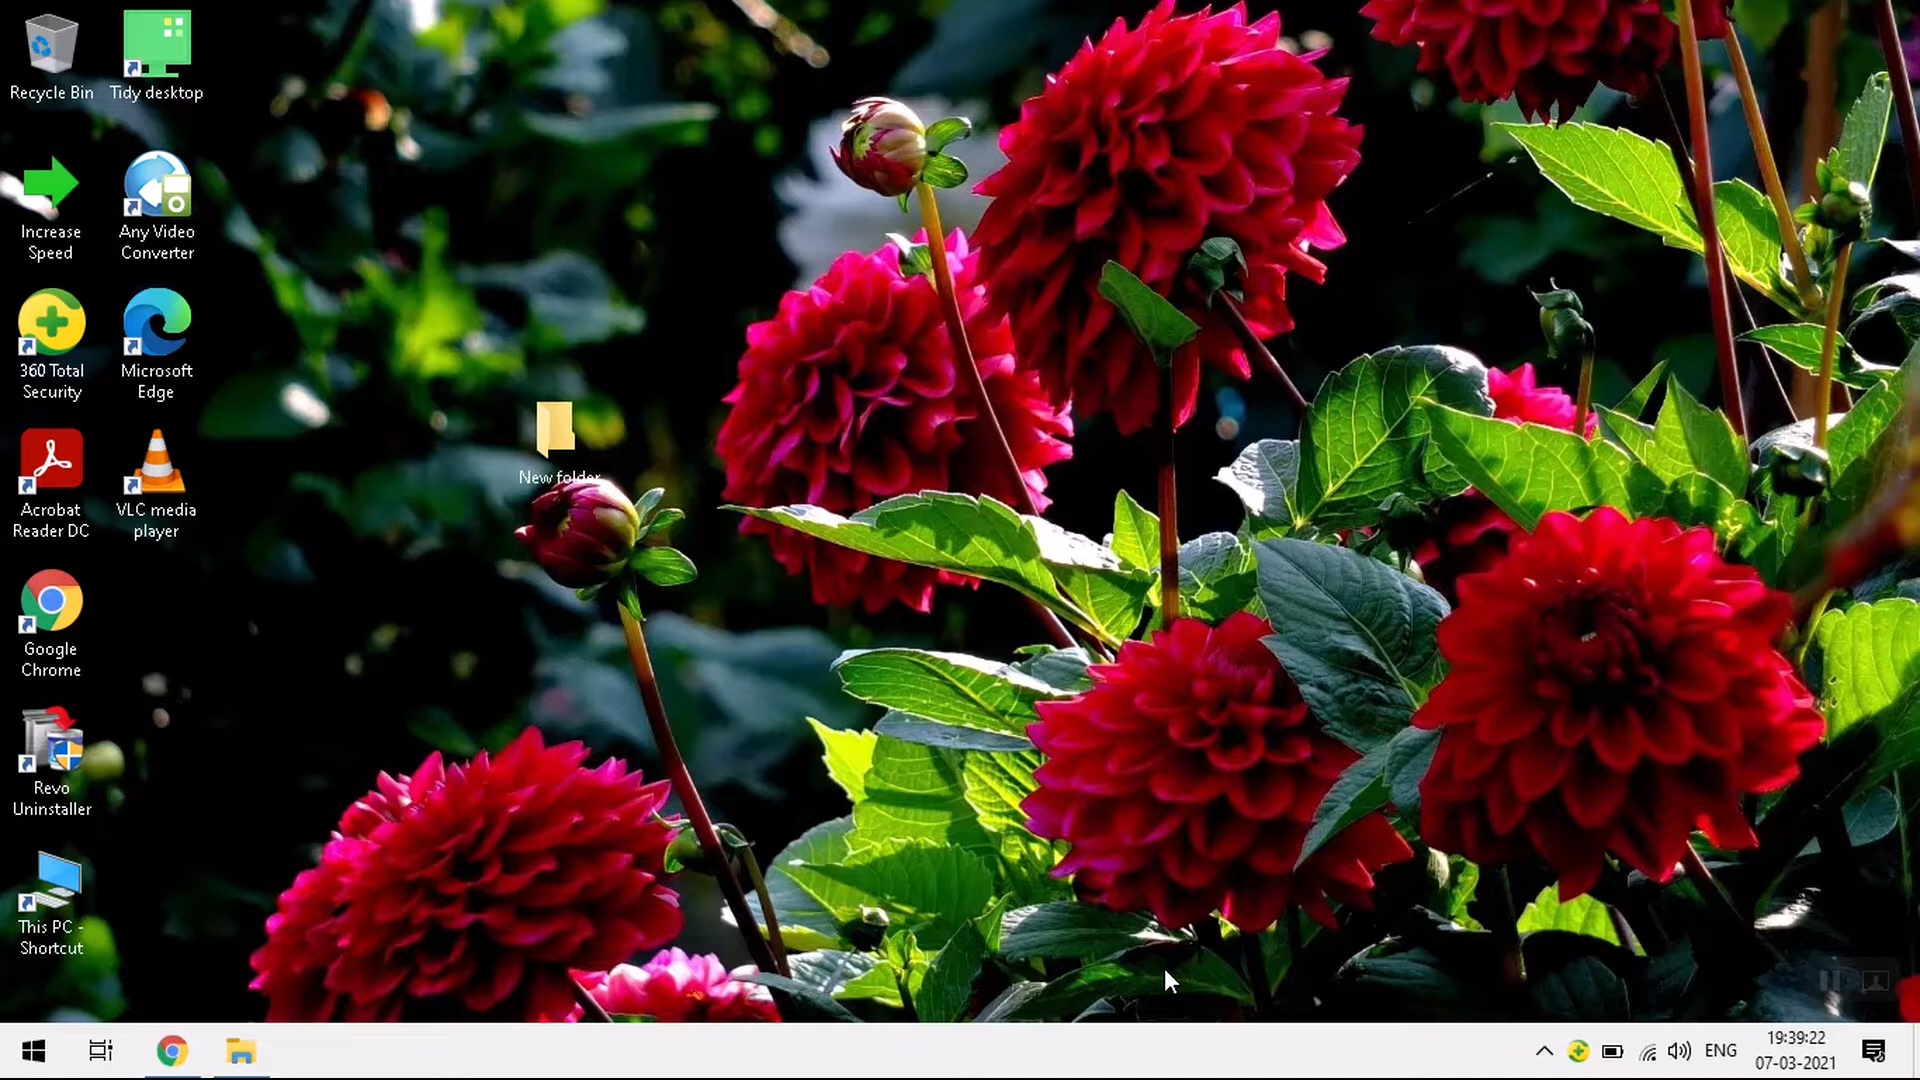 Recycle Bin
Tidy desktop
Increase
Speed
Any Video
Converter
360 Total
Security
Microsoft
Edge
New folder
Acrobat
Reader DC
VLC media
player
Google
Chrome
Revo
Uninstaller
This PC -
Shortcut
ENG
19:39:22
07-03-2021